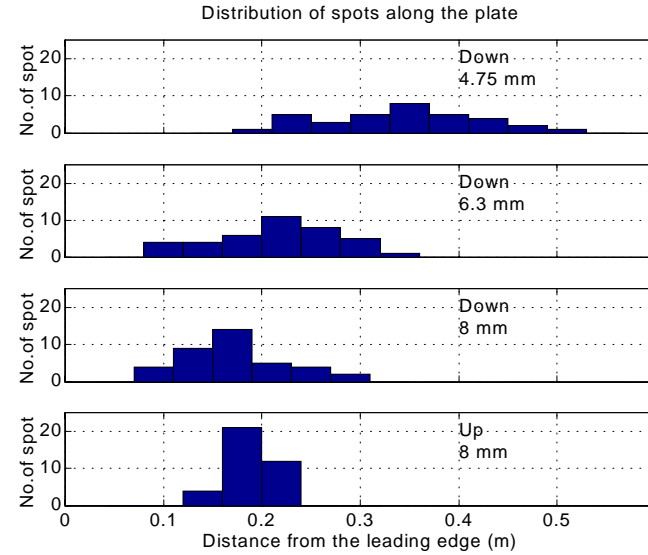 Distribution of spots along the plate
No.of spot
20
10
0
Down
4.75 mm
No.of spot
20
10
0
Down
6.3 mm
No.of spot
20
10
0
Down
8 mm
No.of spot
20
10
0
Up
8 mm
0 0.1 0.2 0.3 0.4 0.5
Distance from the leading edge (m)